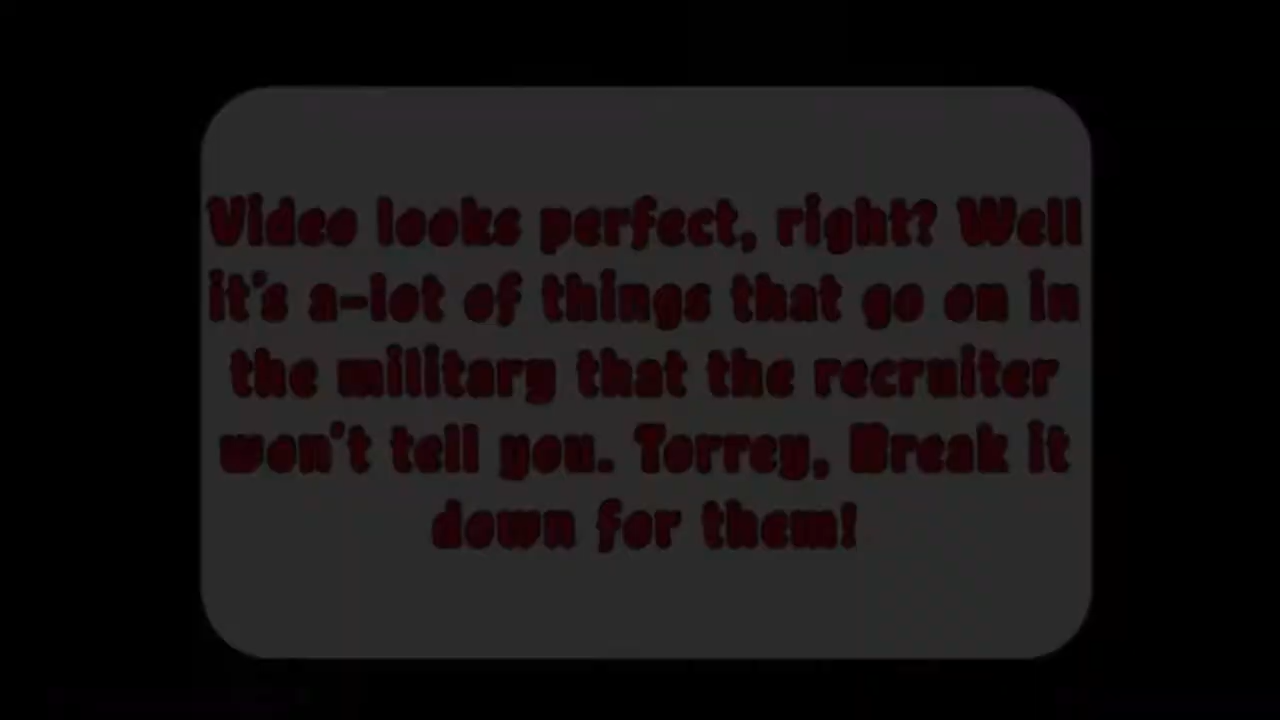 Video looks perfect, right? Well
it's a-lot of things that go on in
the military that the recruiter
won't tell you. Torrey, Break it
down for them!